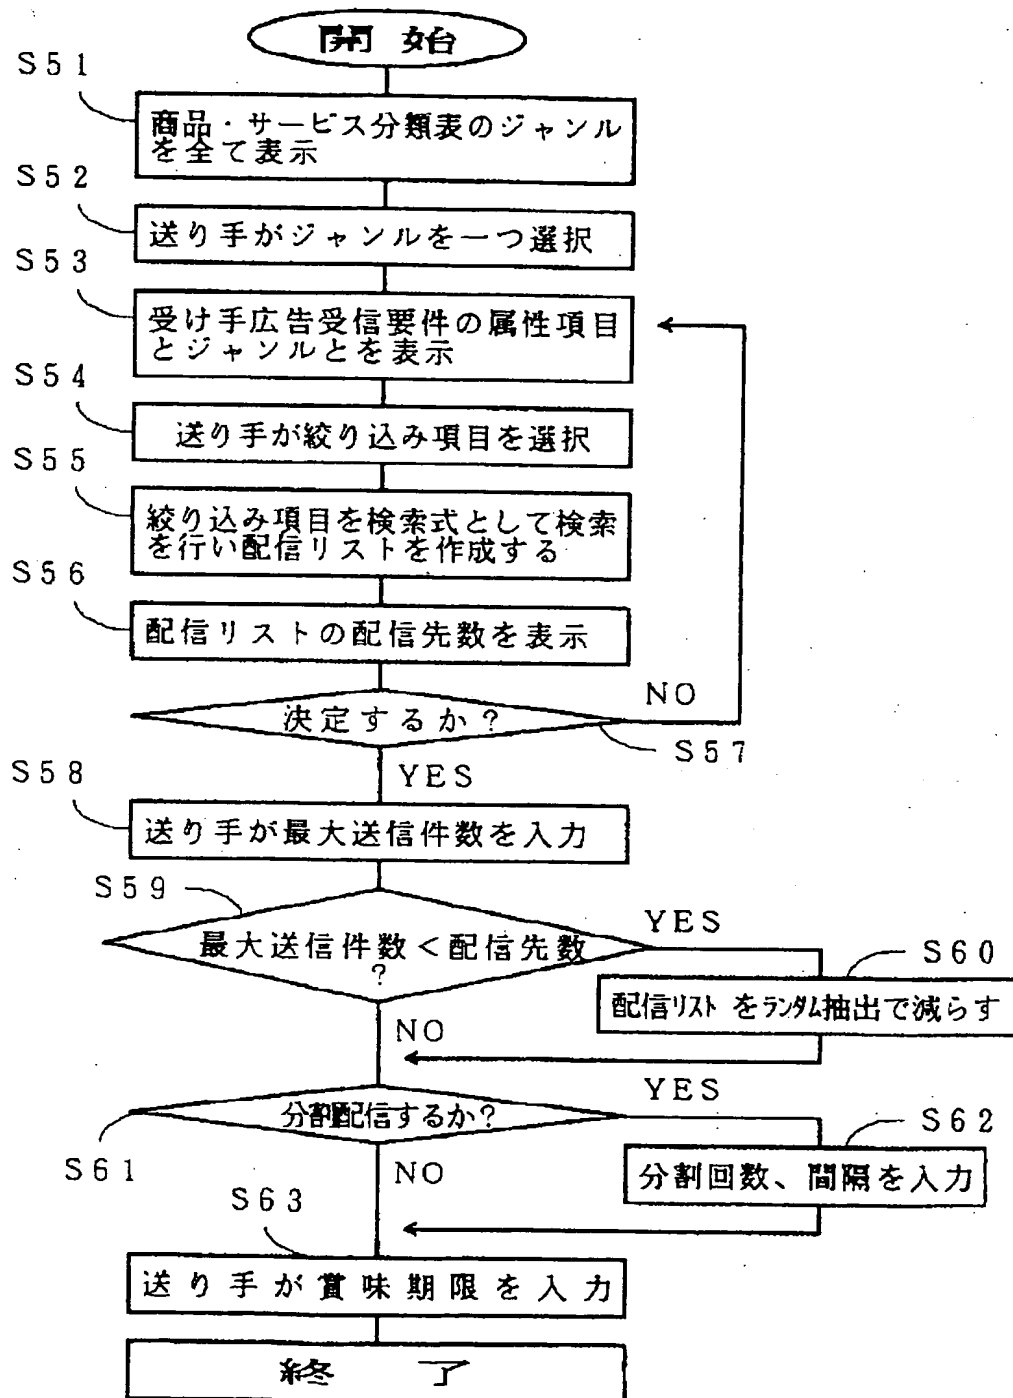 開 始
S51
商品・サービス分類表のジャンル
を全て表示
S52
送り手がジャンルを一つ選択
S53
受け手広告受信要件の属性項目
とジャンルとを表示
S54
送り手が絞り込み項目を選択
S55
絞り込み項目を検索式として検索
を行い配信リストを作成する
S56
配信リストの配信先数を表示
決定するか?
NO
S57
YES
S58
送り手が最大送信件数を入力
S59
最大送信件数<配信先数
?
YES
S60
配信リストをランダム抽出で減らす
NO
分割配信するか?
YES
S61
S62
分割回数、間隔を入力
NO
S63
送り手が賞味期限を入力
終 了